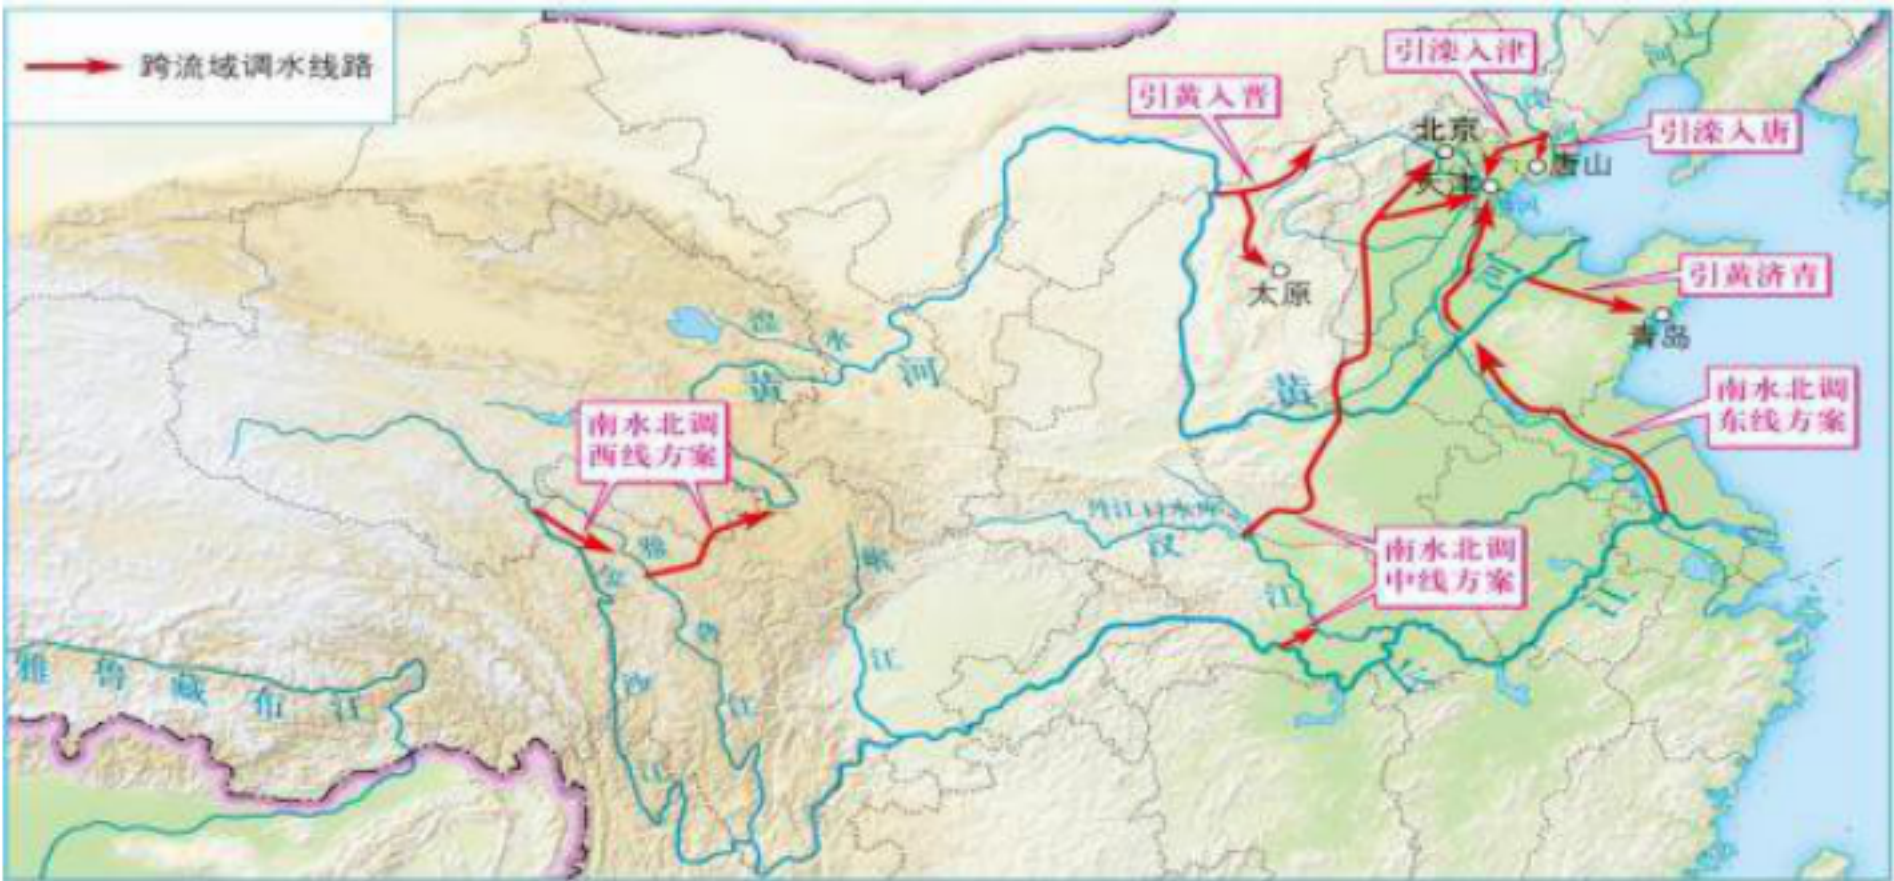 跨流域调水线路
引滦入津
引黄入晋
北京
引滦入唐
唐山
天津
河
引黄济青
太原
青岛
湟
水
黄
河
黄
南水北调
东线方案
南水北调
西线方案
丹江口水库
汉
江
南水北调
中线方案
雅
砻
江
金
沙
江
岷
江
长
江
雅
鲁
藏
布
江